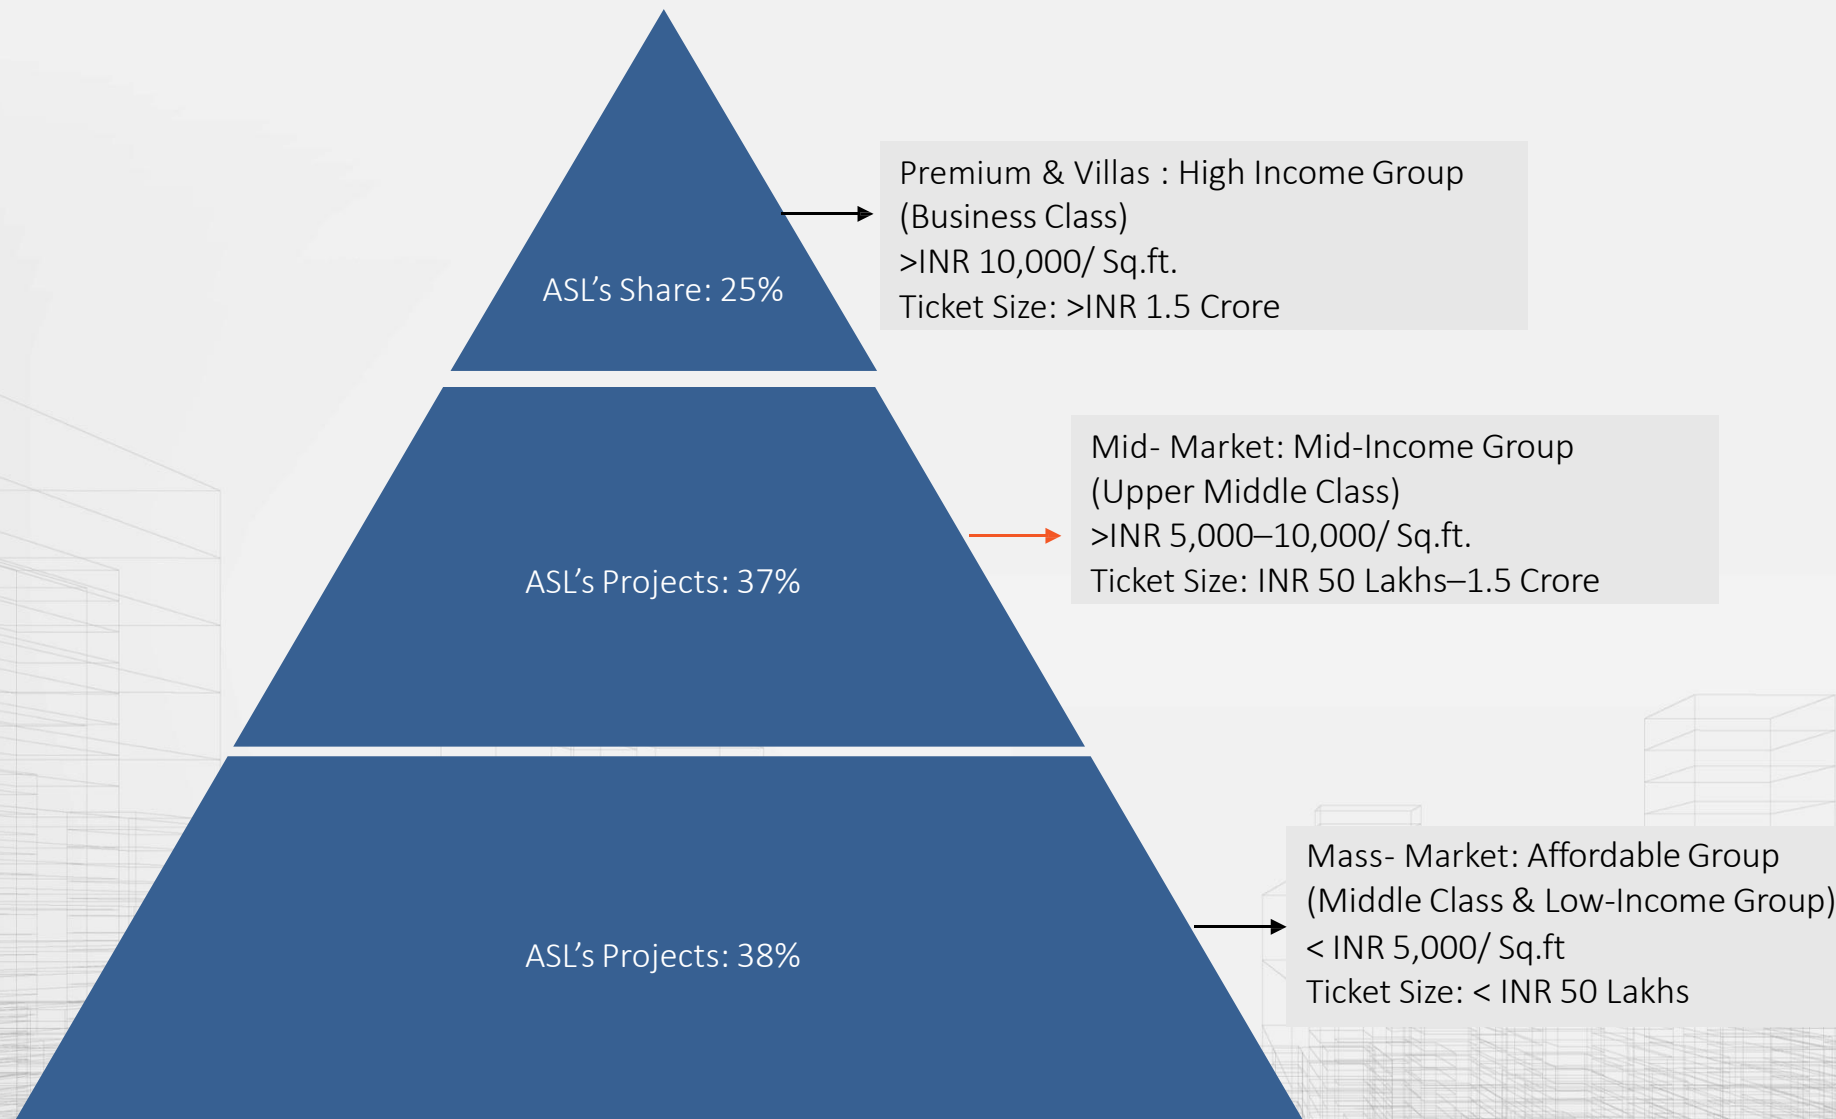 Premium & Villas : High Income Group
(Business Class)
>INR 10,000/ Sq.ft.
Ticket Size: >INR 1.5 Crore
ASL’s Share: 25%
Mid- Market: Mid-Income Group
(Upper Middle Class)
>INR 5,000–10,000/ Sq.ft.
Ticket Size: INR 50 Lakhs–1.5 Crore
ASL’s Projects: 37%
Mass- Market: Affordable Group
(Middle Class & Low-Income Group)
< INR 5,000/ Sq.ft
Ticket Size: < INR 50 Lakhs
ASL’s Projects: 38%